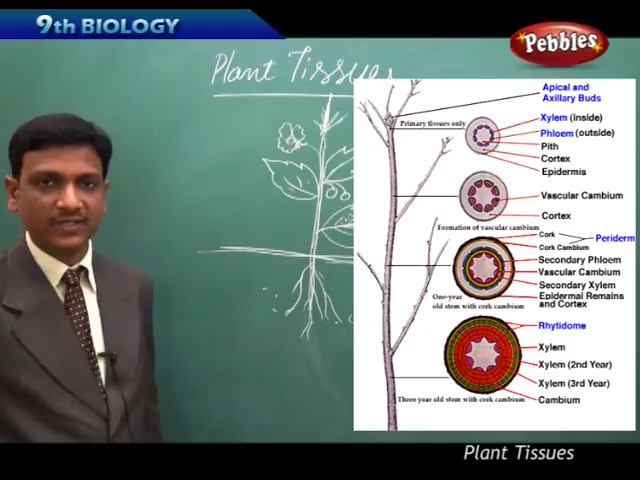 9th BIOLOGY
Pebbles
Plant Tissues
Apical and
Axillary Buds
Primary tissues only
Xylem (inside)
Phloem (outside)
Pith
Cortex
Epidermis
Vascular Cambium
Cortex
Formation of vascular cambium
Cork
Cork Cambium
Periderm
Secondary Phloem
Vascular Cambium
Secondary Xylem
Epidermal Remains
and Cortex
One-year
old stem with cork cambium
Rhytidome
Xylem
Xylem (2nd Year)
Xylem (3rd Year)
Cambium
Three year old stem with cork cambium
Plant Tissues